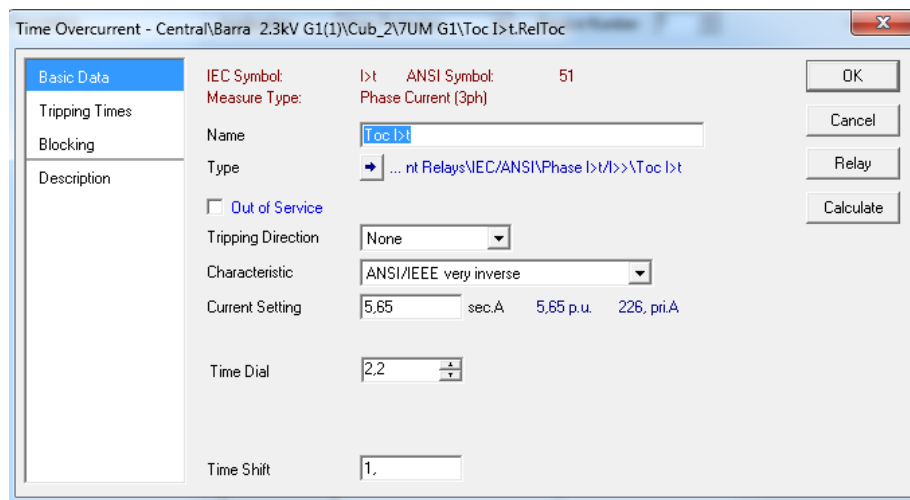 Time Overcurrent - Central\Barra 2.3kV G1(1)\Cub_2\7UM G1\Toc I>t.RelToc
Basic Data
Tripping Times
Blocking
Description
IEC Symbol: I>t ANSI Symbol: 51
Measure Type: Phase Current (3ph)
Name Toc I>t
Type ... nt Relays\IEC/ANSI\Phase I>t/I>>\Toc I>t
Out of Service
Tripping Direction None
Characteristic ANSI/IEEE very inverse
Current Setting 5,65 sec.A 5,65 p.u. 226, pri.A
Time Dial 2,2
Time Shift 1,
OK
Cancel
Relay
Calculate